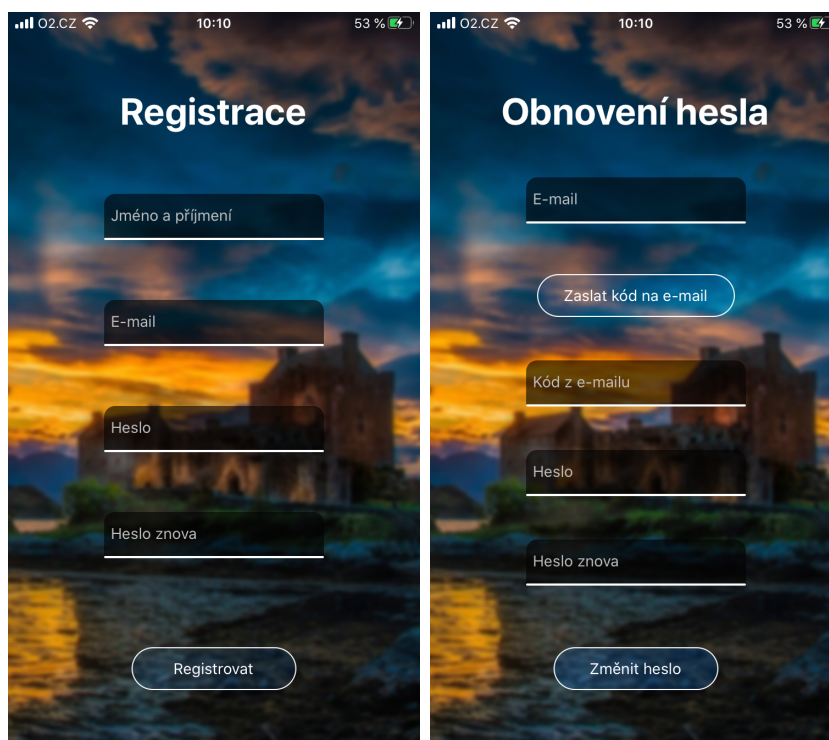 O2.CZ 10:10 53 %
Registrace
Jméno a příjmení
E-mail
Heslo
Heslo znova
Registrovat
O2.CZ 10:10 53 %
Obnovení hesla
E-mail
Zaslat kód na e-mail
Kód z e-mailu
Heslo
Heslo znova
Změnit heslo